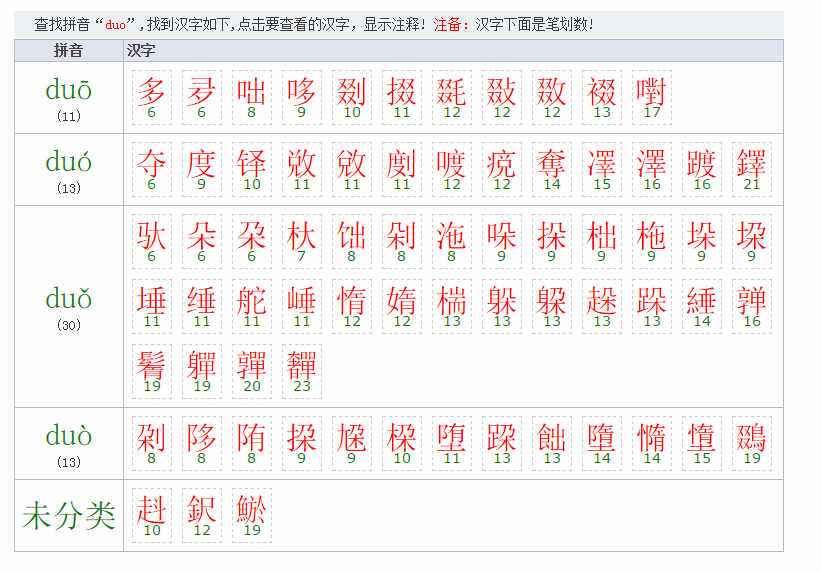 查找拼音“duo”,找到汉字如下,点击要查看的汉字，显示注释! 注备：汉字下面是笔划数!
拼音 汉字
duō 多 夛 咄 哆 剟 掇 毲 敠 敪 裰 嚉
(11) 6 6 8 9 10 11 12 12 12 13 17
duó 夺 度 铎 敚 敓 剫 喥 痥 奪 凙 澤 踱 鐸
(13) 6 9 10 11 11 11 12 12 14 15 16 16 21
驮 朵 朶 杕 饳 剁 沲 哚 挆 柮 柂 垛 垜
6 6 6 7 8 8 8 9 9 9 9 9 9
duǒ 埵 缍 舵 崜 惰 媠 椯 躲 躱 趓 跺 綞 亸
(30) 11 11 11 11 12 12 13 13 13 13 13 14 16
鬌 軃 嚲 奲
19 19 20 23
duò 刴 陊 陏 挅 尮 桗 堕 跥 飿 墮 憜 墯 鵽
(13) 8 8 8 9 9 10 11 13 13 14 14 15 19
未分类 㪷 鈬 鯲
10 12 19